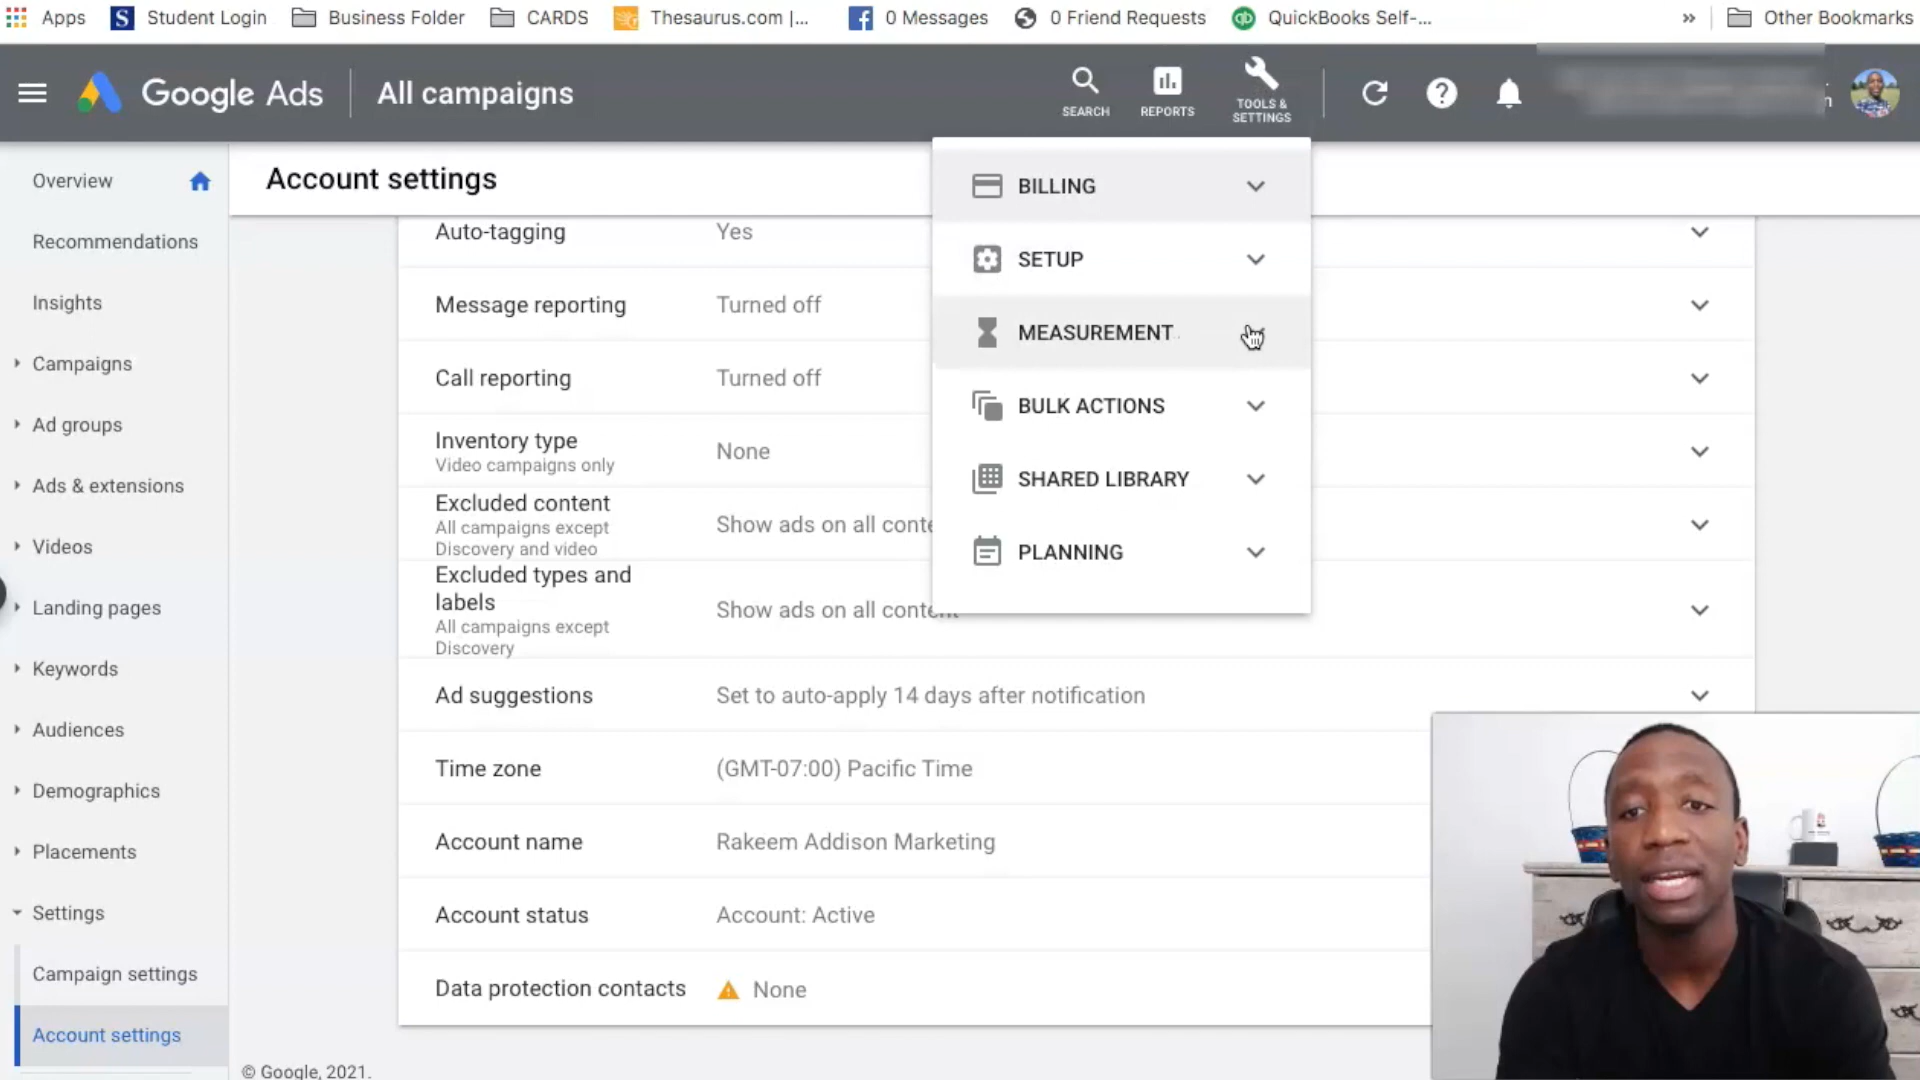 Apps
Student Login
Business Folder
CARDS
Thesaurus.com |...
0 Messages
0 Friend Requests
QuickBooks Self-...
»
Other Bookmarks
Google Ads
All campaigns
SEARCH
REPORTS
TOOLS &
SETTINGS
Overview
Recommendations
Insights
Campaigns
Ad groups
Ads & extensions
Videos
Landing pages
Keywords
Audiences
Demographics
Placements
Settings
Campaign settings
Account settings
Account settings
BILLING
SETUP
MEASUREMENT
BULK ACTIONS
SHARED LIBRARY
PLANNING
Auto-tagging Yes
Message reporting Turned off
Call reporting Turned off
Inventory type None
Video campaigns only
Excluded content
All campaigns except
Discovery and video
Show ads on all conte
Excluded types and
labels
All campaigns except
Discovery
Show ads on all content
Ad suggestions Set to auto-apply 14 days after notification
Time zone (GMT-07:00) Pacific Time
Account name Rakeem Addison Marketing
Account status Account: Active
Data protection contacts None
© Google, 2021.